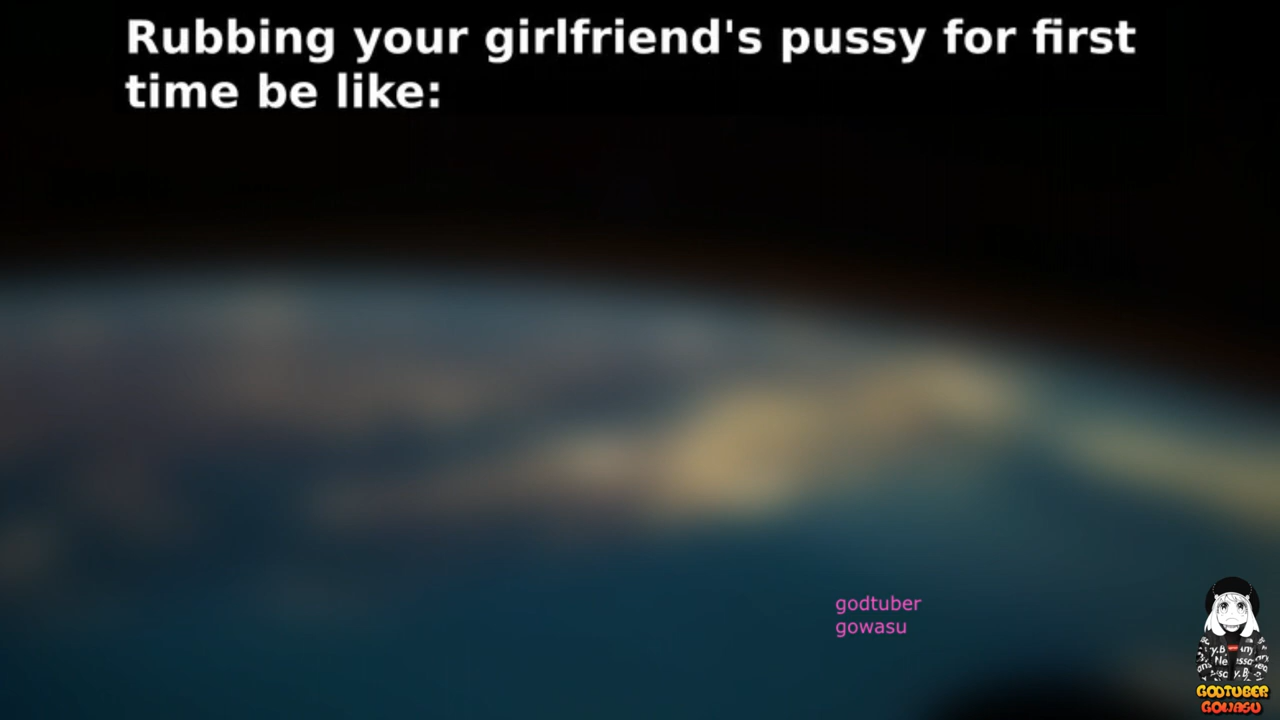 Rubbing your girlfriend's pussy for first
time be like:
godtuber
gowasu
GODTUBER
GOWASU